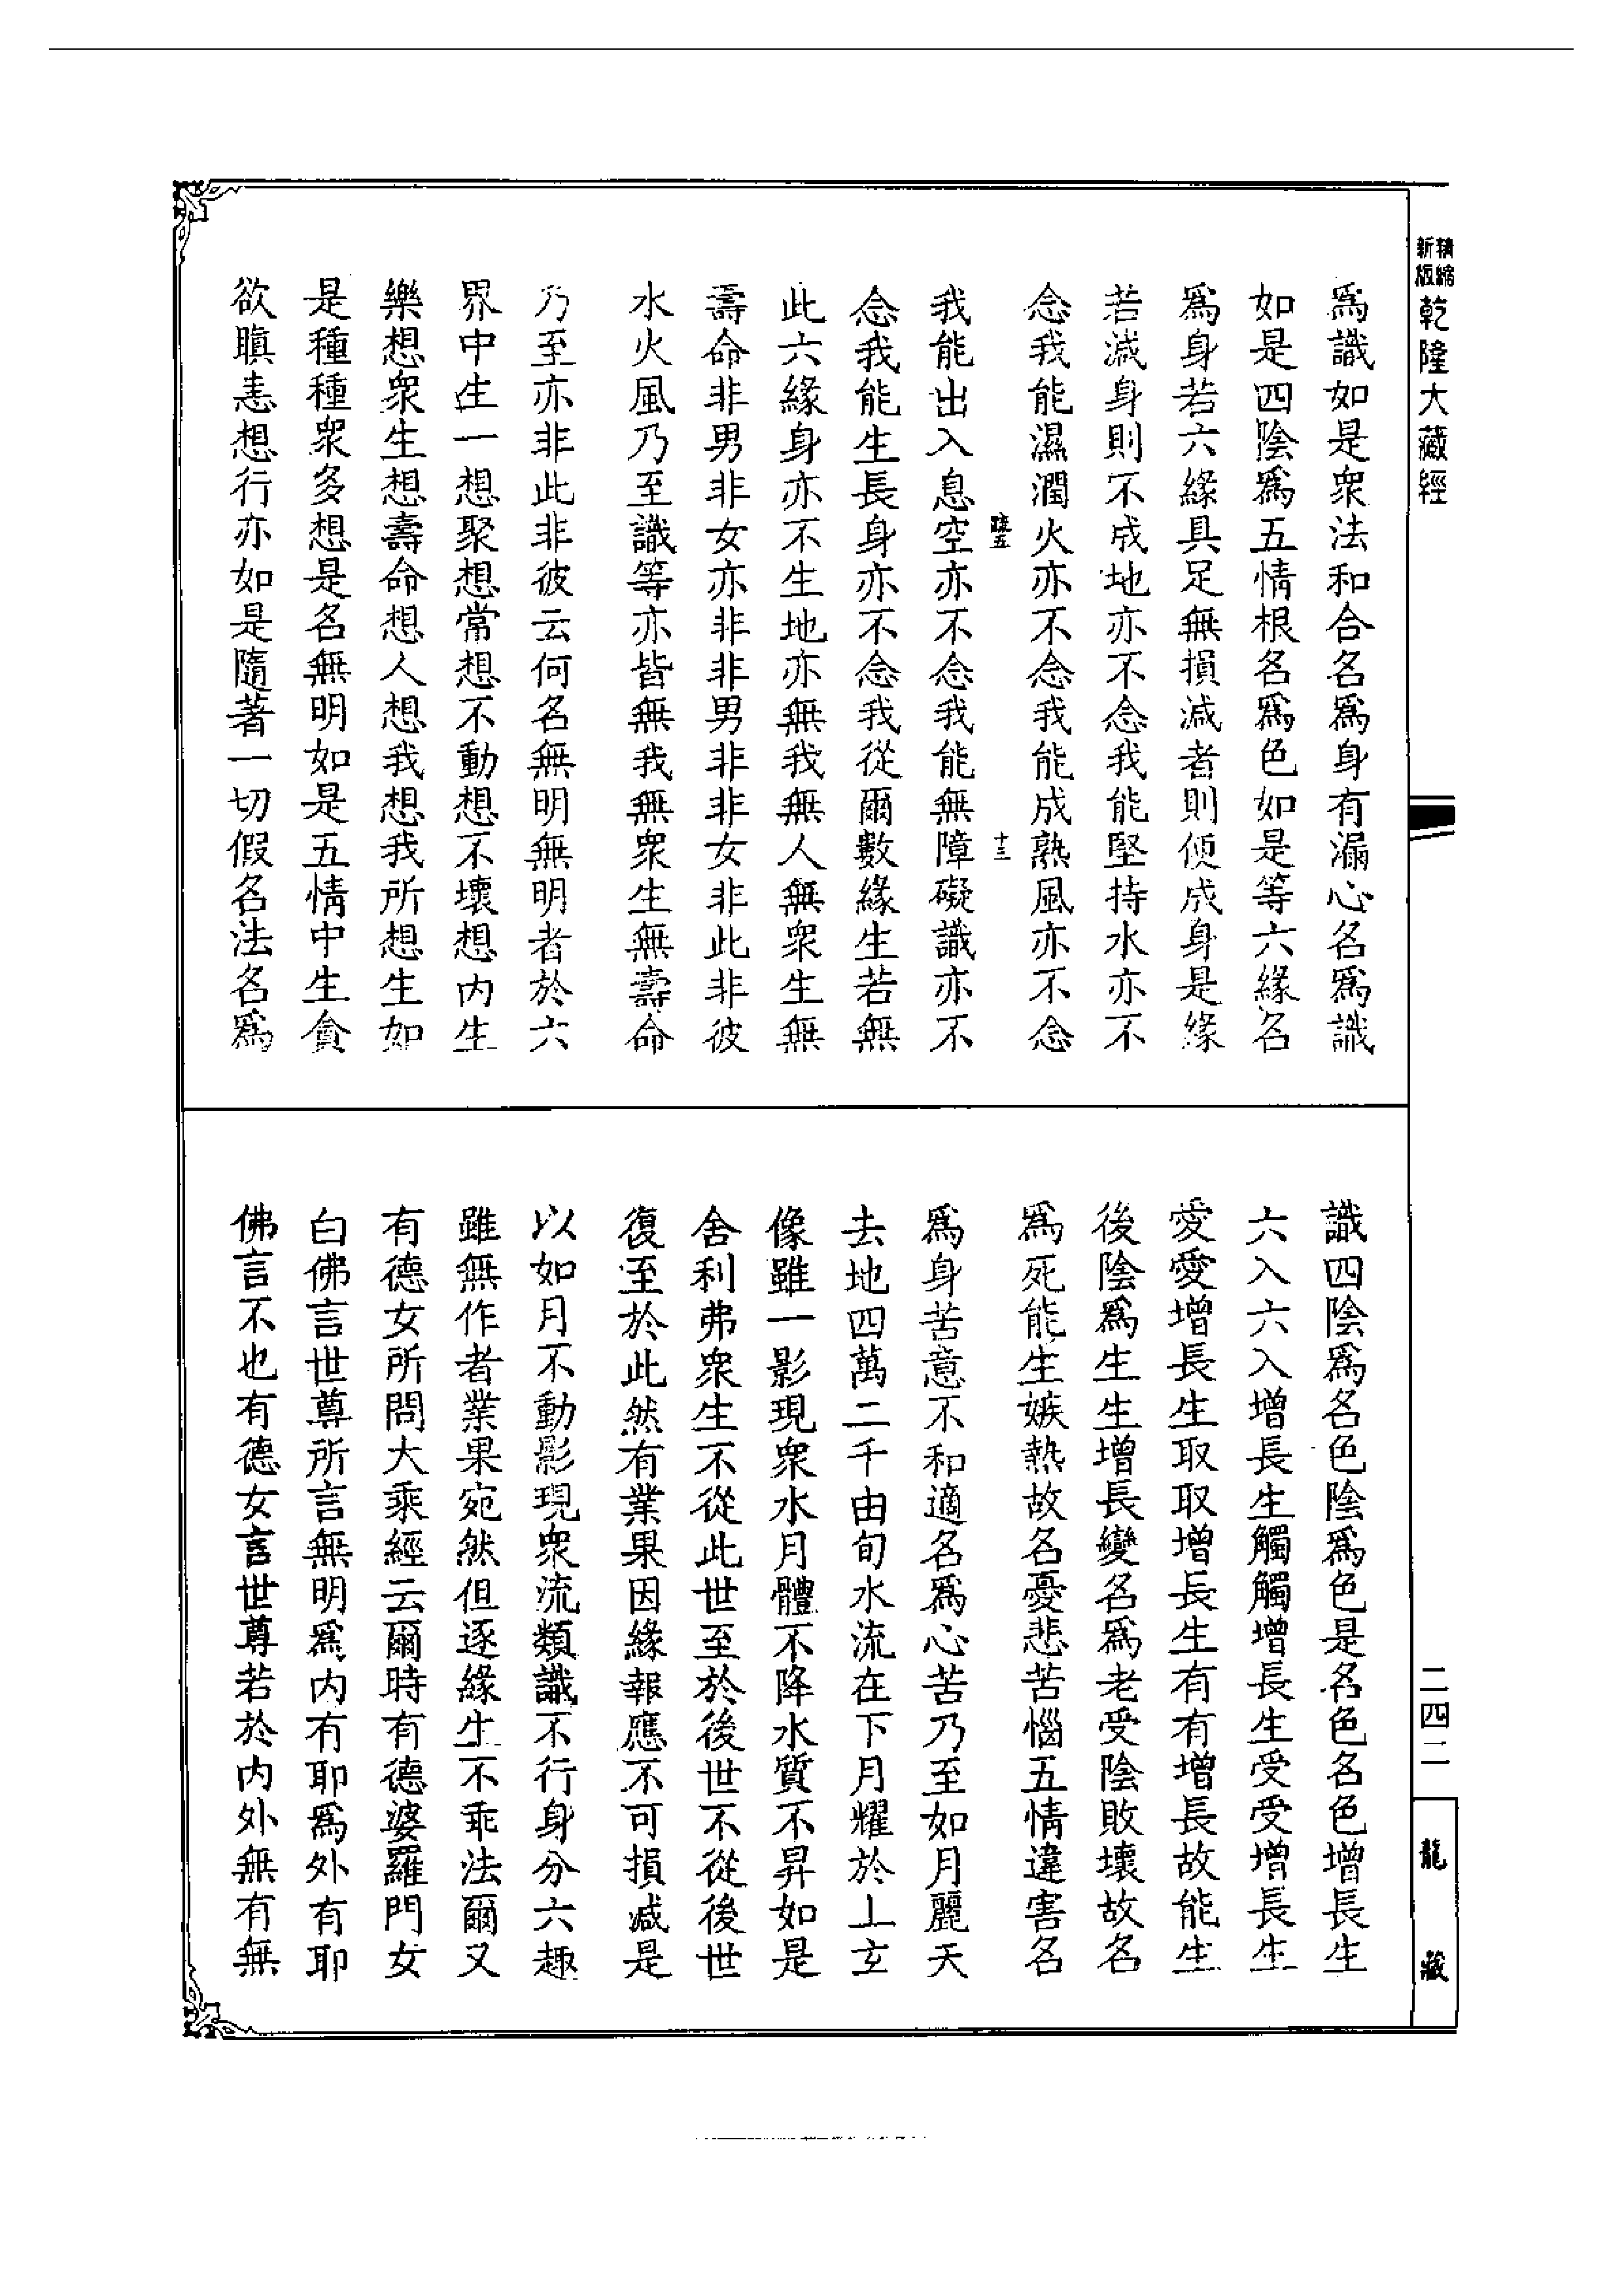 精縮新版乾隆大藏經
二四二
龍藏
為識如是衆法和合名為身有漏心名為識
如是四陰為五情根名為色如是等六緣名
為身若六緣具足無損減者則便成身是緣
若減身則不成地亦不念我能堅持水亦不
念我能濕潤火亦不念我能成熟風亦不念
十三
我能出入息空亦不念我能無障礙識亦不
念我能生長身亦不念我從爾數緣生若無
此六緣身亦不生地亦無我無人無衆生無
壽命非男非女亦非非男非非女非此非彼
水火風乃至識等亦皆無我無衆生無壽命
乃至亦非此非彼云何名無明無明者於六
界中生一想聚想常想不動想不壞想內生
樂想衆生想壽命想人想我想我所想生如
是種種衆多想是名無明如是五情中生貪
欲瞋恚想行亦如是隨著一切假名法名為
識四陰為名色陰為色是名色名色增長生
六入六入增長生觸觸增長生受受增長生
愛愛增長生取取增長生有有增長故能生
後陰為生生增長變名為老受陰敗壞故名
為死能生嫉熱故名憂悲苦惱五情違害名
為身苦意不和適名為心苦乃至如月麗天
去地四萬二千由旬水流在下月耀於上玄
像雖一影現衆水月體不降水質不昇如是
舍利弗衆生不從此世至於後世不從後世
復至於此然有業果因緣報應不可損減是
以如月不動影現衆流類識不行身分六趣
雖無作者業果宛然但逐緣生不乖法爾又
有德女所問大乘經云爾時有德婆羅門女
白佛言世尊所言無明為內有耶為外有耶
佛言不也有德女言世尊若於內外無有無